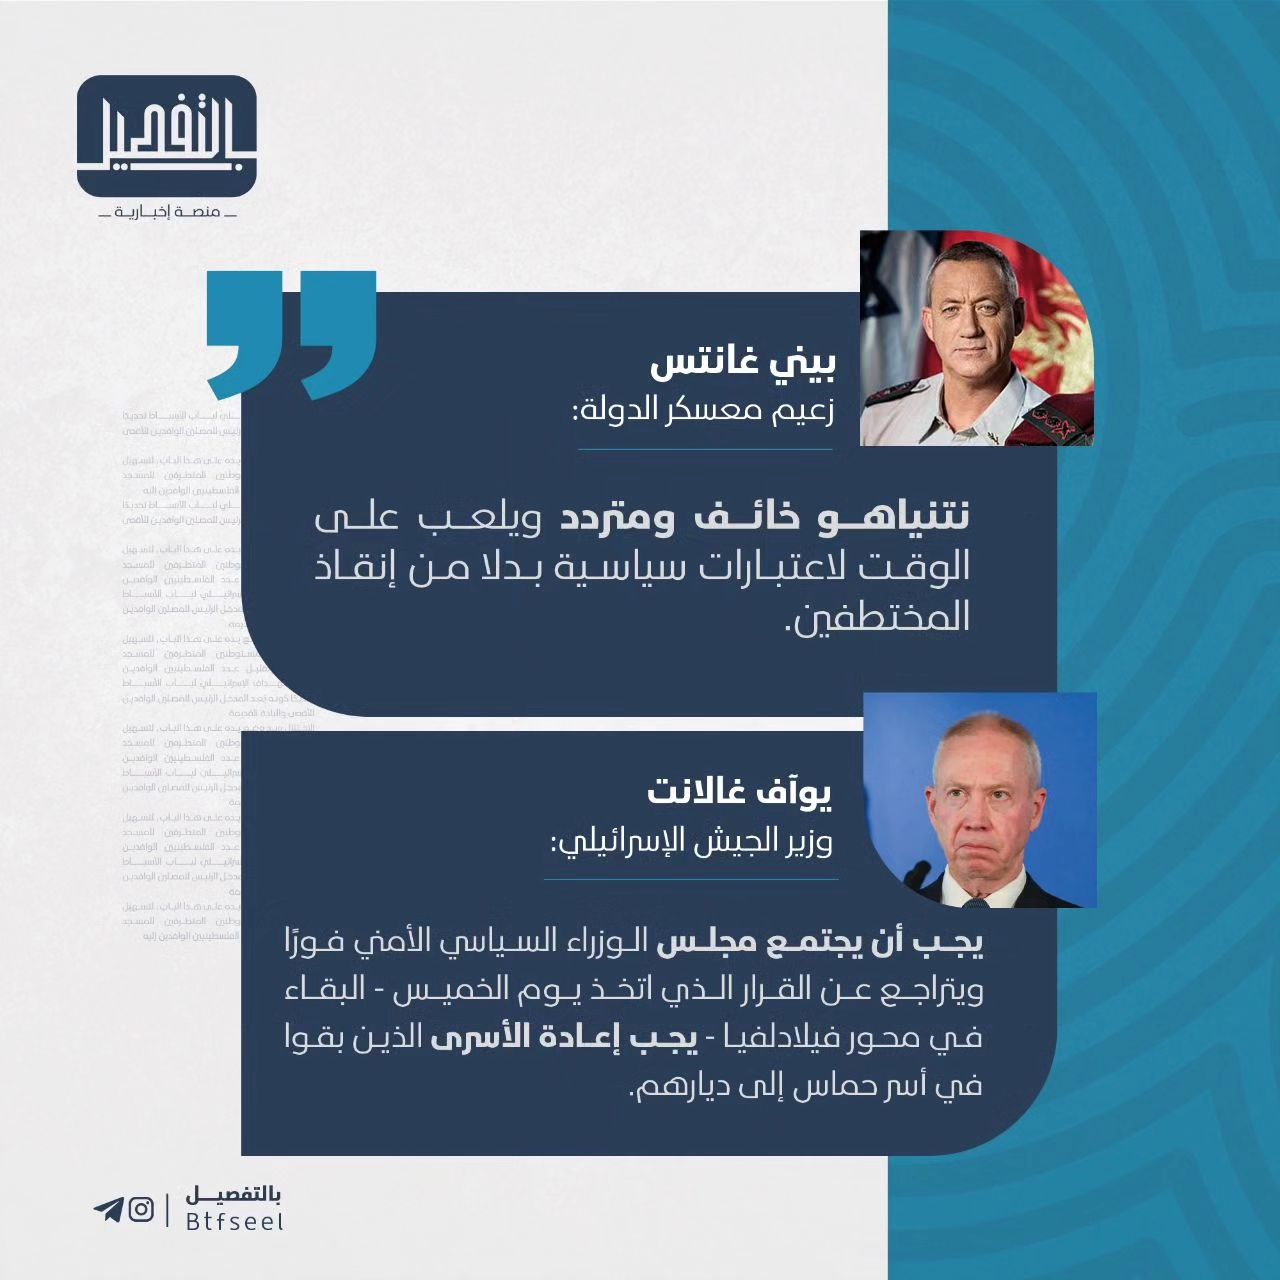 بالتفصيل
منصة إخبارية
بيني غانتس
زعيم معسكر الدولة:
نتنياهو خائف ومتردد ويلعب على
الوقت لاعتبارات سياسية بدلا من إنقاذ
المختطفين.
يوآف غالانت
وزير الجيش الإسرائيلي:
يجب أن يجتمع مجلس الوزراء السياسي الأمني فورًا
ويتراجع عن القرار الذي اتخذ يوم الخميس - البقاء
في محور فيلادلفيا - يجب إعادة الأسرى الذين بقوا
في أسر حماس إلى ديارهم.
بالتفصيل
Btfseel